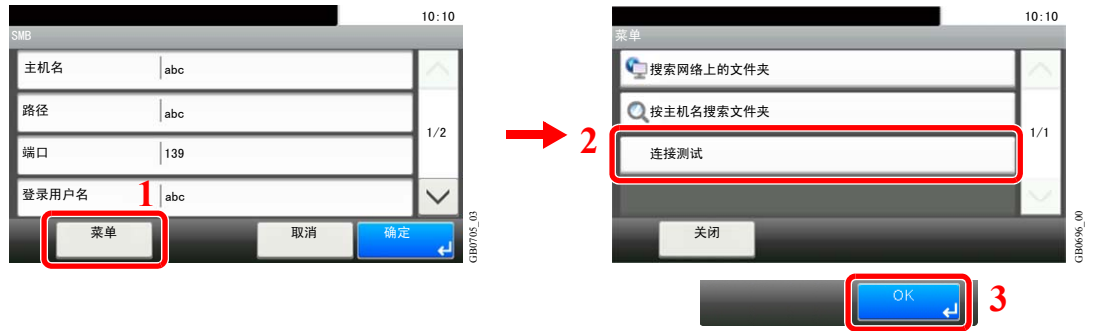 10:10
SMB
主机名 abc
路径 abc
1/2
端口 139
登录用户名 abc
1
菜单 取消 确定
GB0705_03
10:10
菜单
搜索网络上的文件夹
按主机名搜索文件夹
1/1
2
连接测试
关闭
GB0696_00
OK
3